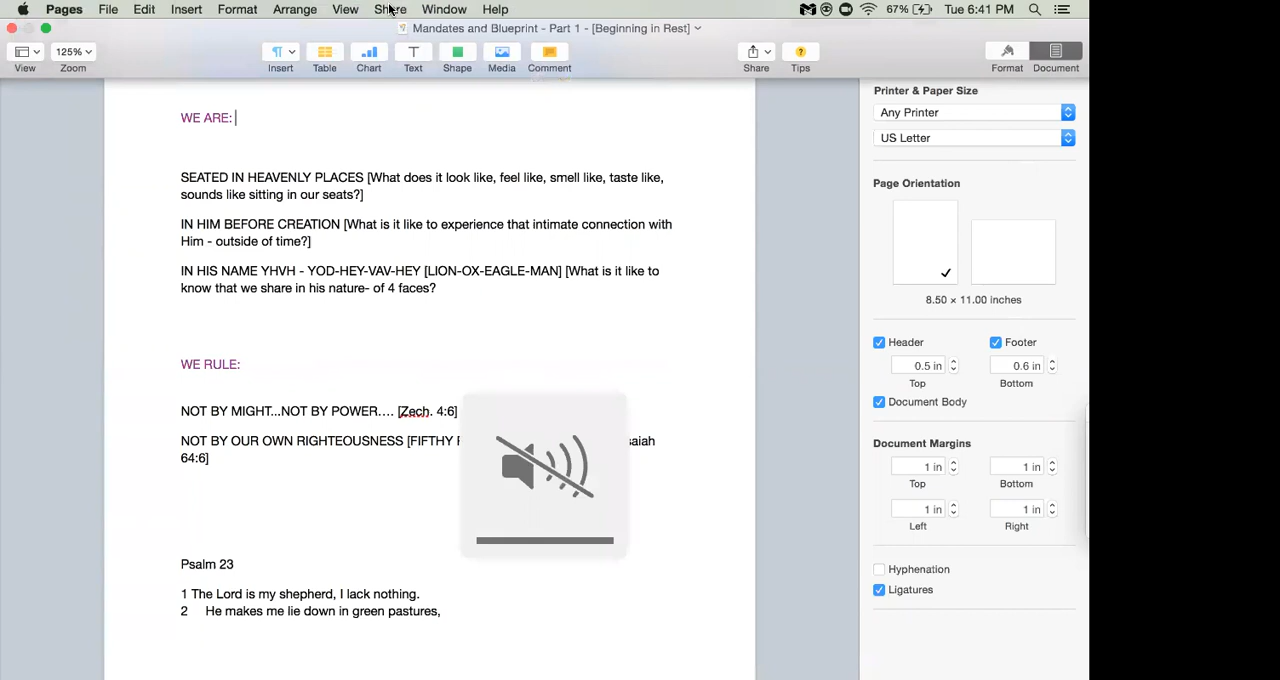 Pages File Edit Insert Format Arrange View Share Window Help 67% Tue 6:41 PM
Mandates and Blueprint - Part 1 - [Beginning in Rest]
125%
View Zoom Insert Table Chart Text Shape Media Comment Share Tips Format Document
WE ARE:
SEATED IN HEAVENLY PLACES [What does it look like, feel like, smell like, taste like,
sounds like sitting in our seats?]
IN HIM BEFORE CREATION [What is it like to experience that intimate connection with
Him - outside of time?]
IN HIS NAME YHVH - YOD-HEY-VAV-HEY [LION-OX-EAGLE-MAN] [What is it like to
know that we share in his nature- of 4 faces?
WE RULE:
NOT BY MIGHT...NOT BY POWER.... [Zech. 4:6]
NOT BY OUR OWN RIGHTEOUSNESS [FIFTHY
64:6]
Psalm 23
1 The Lord is my shepherd, I lack nothing.
2 He makes me lie down in green pastures,
Printer & Paper Size
Any Printer
US Letter
Page Orientation
8.50 × 11.00 inches
Header Footer
0.5 in 0.6 in
Top Bottom
Document Body
Document Margins
1 in 1 in
Top Bottom
1 in 1 in
Left Right
Hyphenation
Ligatures